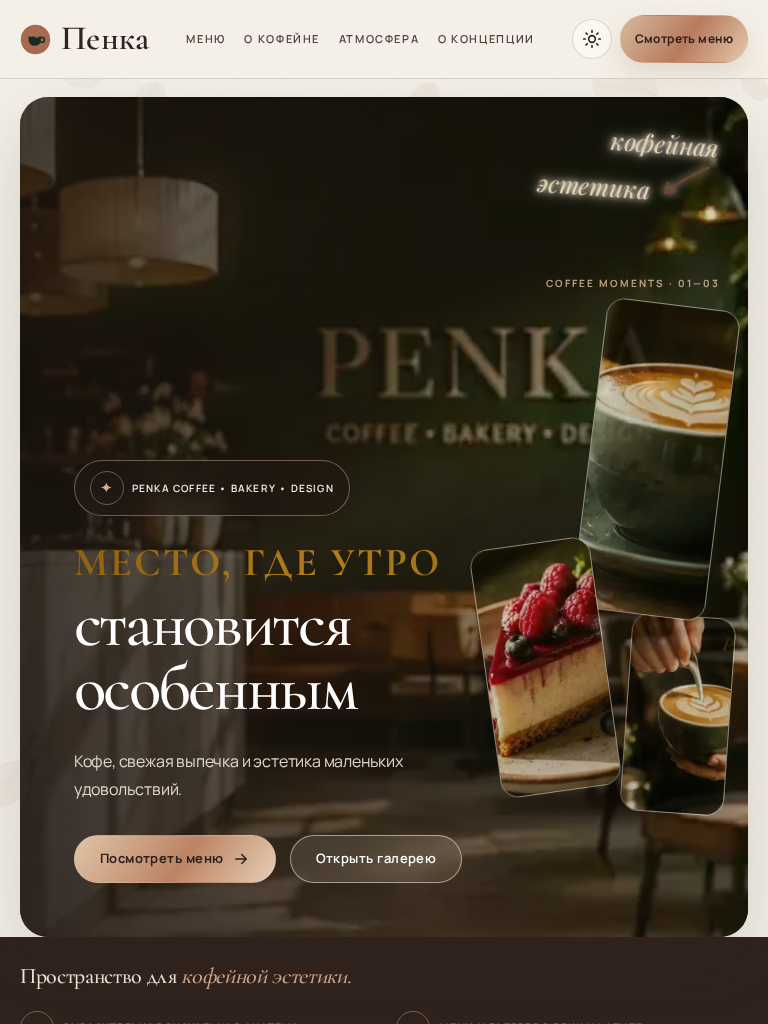 Пенка
МЕНЮ О КОФЕЙНЕ АТМОСФЕРА О КОНЦЕПЦИИ
Смотреть меню
кофейная
эстетика
COFFEE MOMENTS · 01—03
PENKA
COFFEE • BAKERY • DESIGN
✦ PENKA COFFEE • BAKERY • DESIGN
МЕСТО, ГДЕ УТРО
становится
особенным
Кофе, свежая выпечка и эстетика маленьких
удовольствий.
Посмотреть меню →
Открыть галерею
Пространство для кофейной эстетики.